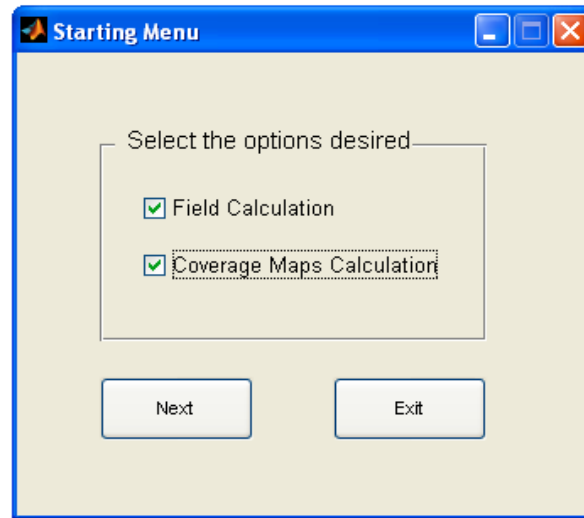 Starting Menu
Select the options desired
Field Calculation
Coverage Maps Calculation
Next
Exit